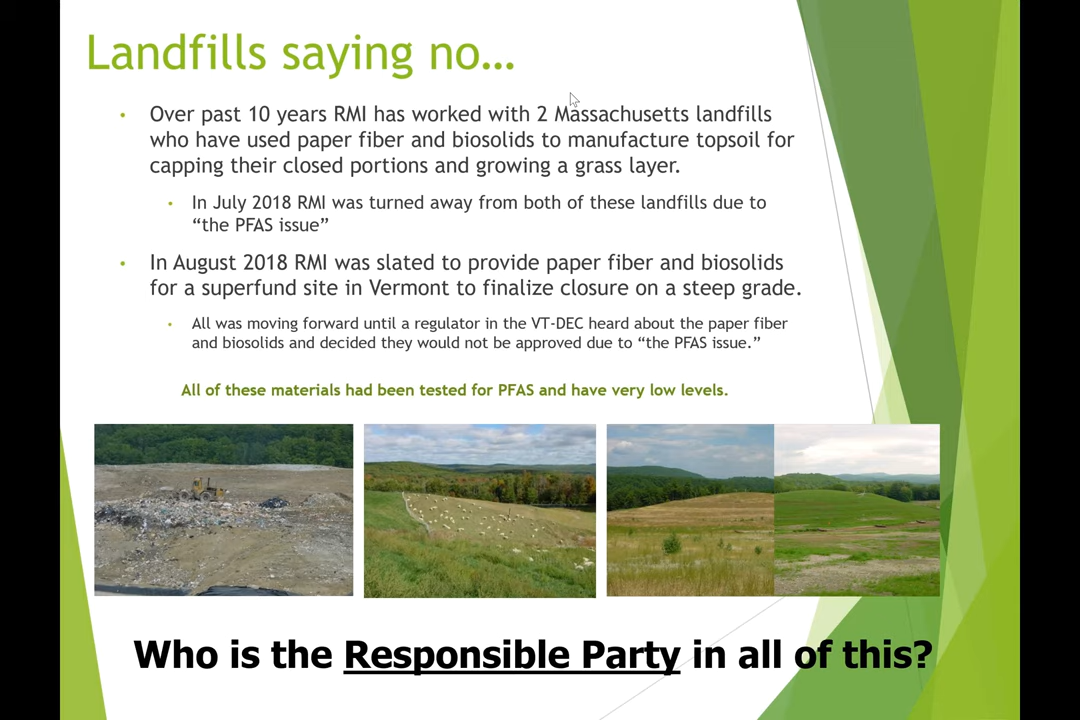 Landfills saying no...
• Over past 10 years RMI has worked with 2 Massachusetts landfills
who have used paper fiber and biosolids to manufacture topsoil for
capping their closed portions and growing a grass layer.
• In July 2018 RMI was turned away from both of these landfills due to
“the PFAS issue”
• In August 2018 RMI was slated to provide paper fiber and biosolids
for a superfund site in Vermont to finalize closure on a steep grade.
• All was moving forward until a regulator in the VT-DEC heard about the paper fiber
and biosolids and decided they would not be approved due to “the PFAS issue.”
All of these materials had been tested for PFAS and have very low levels.
Who is the Responsible Party in all of this?